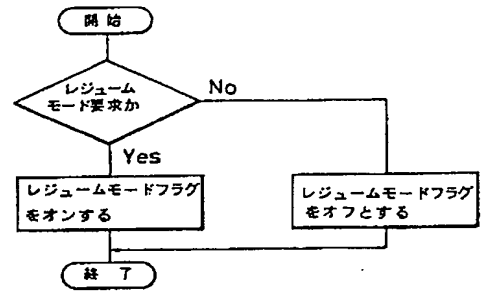 開始
レジューム
モード要求か
No
Yes
レジュームモードフラグ
をオンする
レジュームモードフラグ
をオフとする
終了